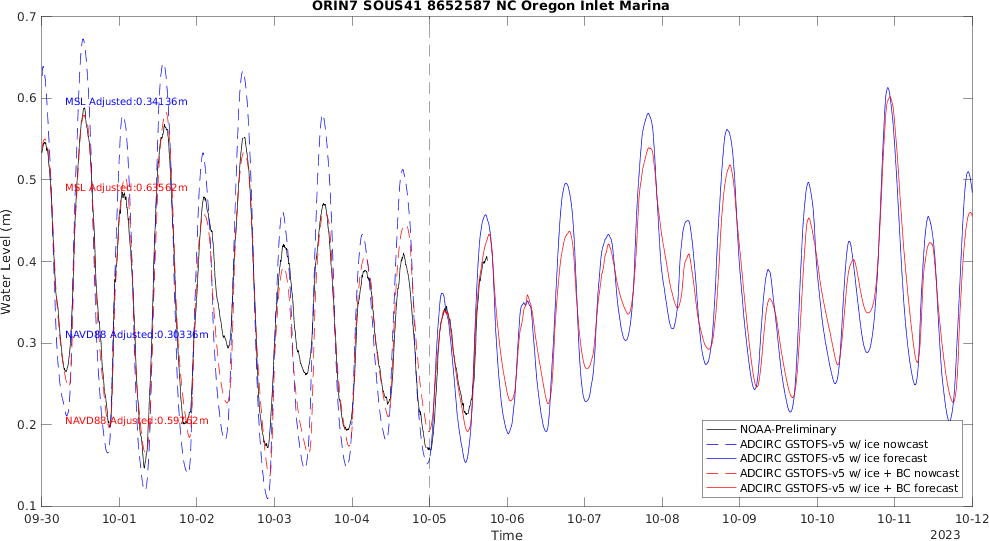 ORIN7 SOUS41 8652587 NC Oregon Inlet Marina
Water Level (m)
0.7
0.6
0.5
0.4
0.3
0.2
0.1
MSL Adjusted:0.34136m
MSL Adjusted:0.63562m
NAVD88 Adjusted:0.30336m
NAVD88 Adjusted:0.59762m
NOAA-Preliminary
ADCIRC GSTOFS-v5 w/ ice nowcast
ADCIRC GSTOFS-v5 w/ ice forecast
ADCIRC GSTOFS-v5 w/ ice + BC nowcast
ADCIRC GSTOFS-v5 w/ ice + BC forecast
09-30 10-01 10-02 10-03 10-04 10-05 10-06 10-07 10-08 10-09 10-10 10-11 10-12
Time
2023